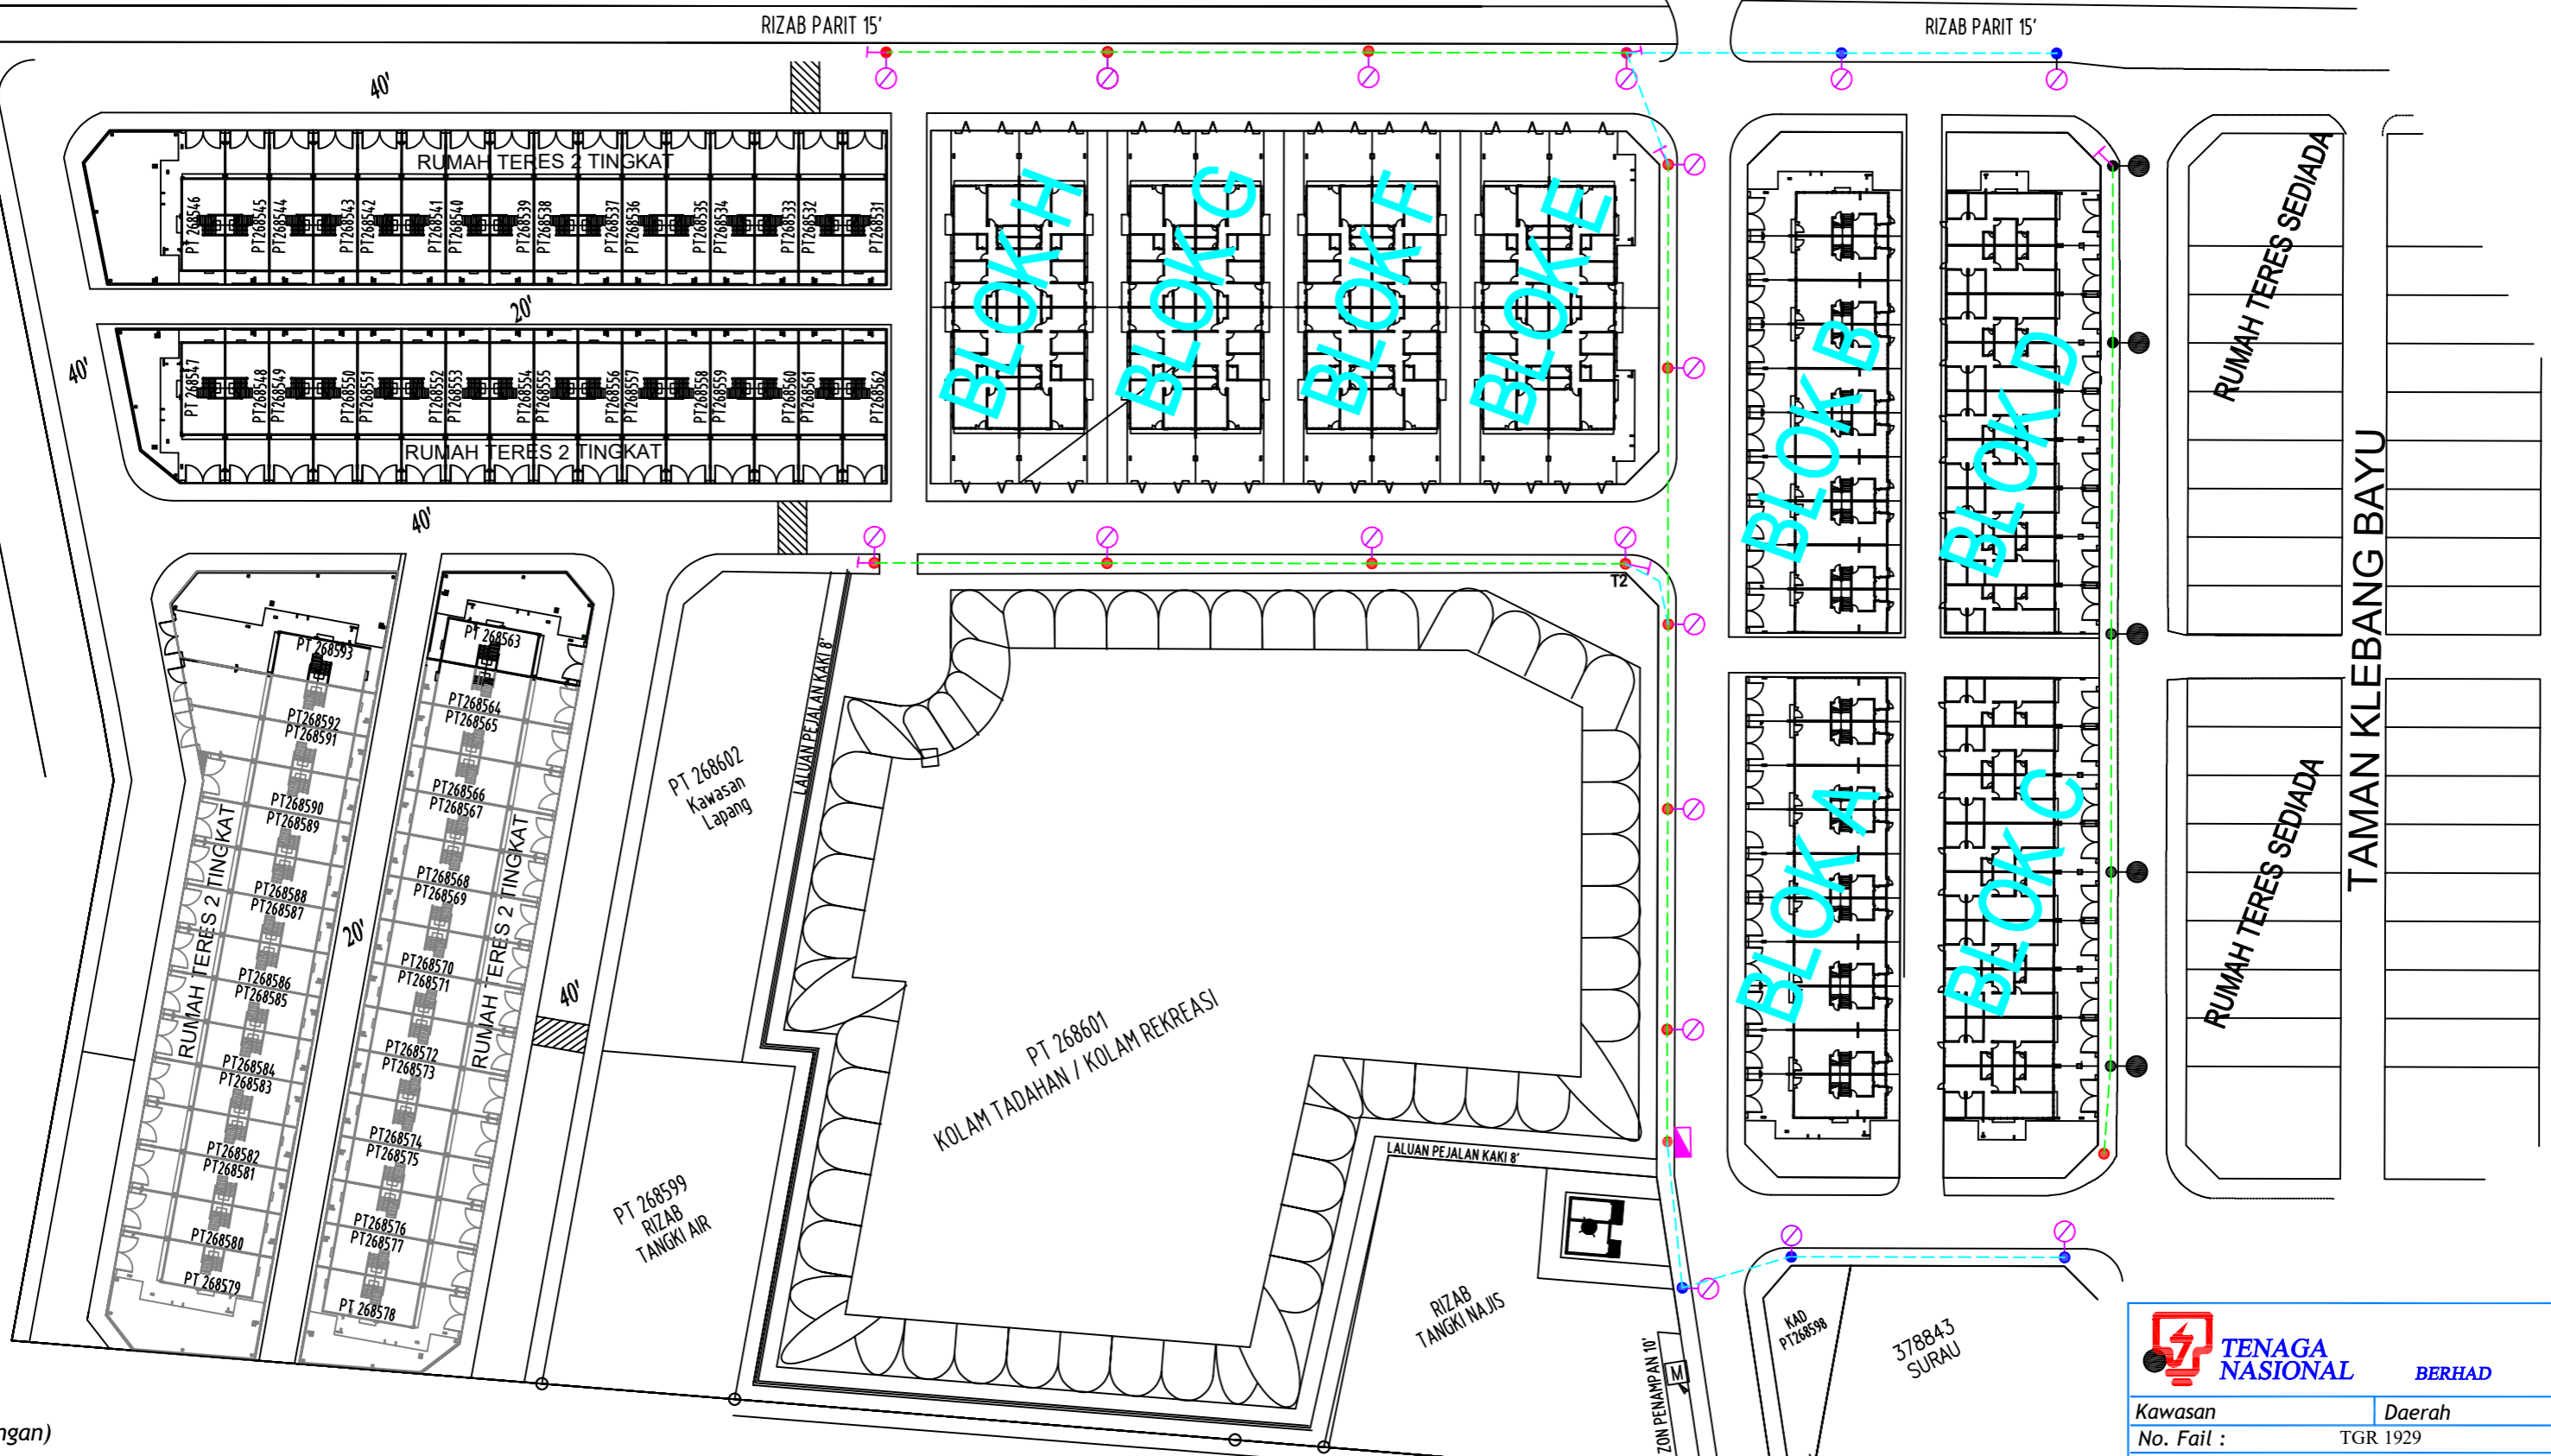 RIZAB PARIT 15'
RIZAB PARIT 15'
40'
RUMAH TERES 2 TINGKAT
PT 268546
PT268545
PT268544
PT268543
PT268542
PT268541
PT268540
PT268539
PT268538
PT268537
PT268536
PT268535
PT268534
PT268533
PT268532
PT268531
20'
40'
PT 268547
PT268548
PT268549
PT268550
PT268551
PT268552
PT268553
PT268554
PT268555
PT268556
PT268557
PT268558
PT268559
PT268560
PT268561
PT268562
RUMAH TERES 2 TINGKAT
40'
BLOK H
BLOK G
BLOK F
BLOK E
BLOK B
BLOK D
RUMAH TERES SEDIADA
TAMAN KLEBANG BAYU
T2
PT 268593
PT268592
PT268591
PT268590
PT268589
PT268588
PT268587
PT268586
PT268585
PT268584
PT268583
PT268582
PT268581
PT268580
PT 268579
RUMAH TERES 2 TINGKAT
20'
PT 268563
PT268564
PT268565
PT268566
PT268567
PT268568
PT268569
PT268570
PT268571
PT268572
PT268573
PT268574
PT268575
PT268576
PT268577
PT 268578
RUMAH TERES 2 TINGKAT
40'
PT 268602
Kawasan
Lapang
LALUAN PEJALAN KAKI 8'
PT 268601
KOLAM TADAHAN / KOLAM REKREASI
BLOK A
BLOK C
RUMAH TERES SEDIADA
PT 268599
RIZAB
TANGKI AIR
LALUAN PEJALAN KAKI 8'
RIZAB
TANGKI NAJIS
ZON PENAMPAN 10'
M
KAD
PT268598
378843
SURAU
TENAGA
NASIONAL
BERHAD
Kawasan
Daerah
No. Fail :
TGR 1929
ngan)